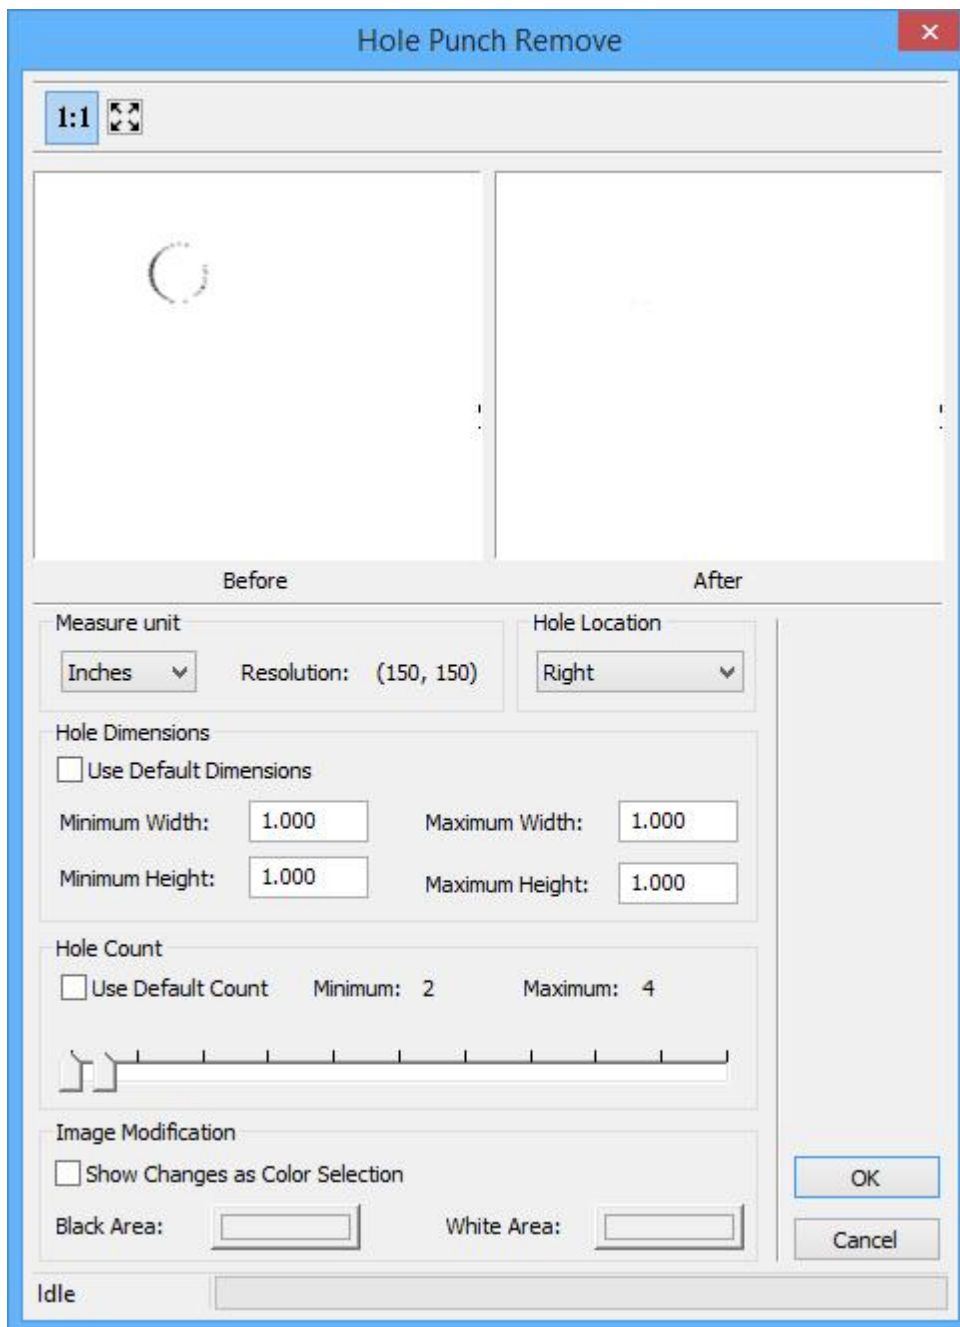 Hole Punch Remove
1:1
Before
After
Measure unit
Hole Location
Inches
Resolution: (150, 150)
Right
Hole Dimensions
Use Default Dimensions
Minimum Width: 1.000
Maximum Width: 1.000
Minimum Height: 1.000
Maximum Height: 1.000
Hole Count
Use Default Count
Minimum: 2
Maximum: 4
Image Modification
Show Changes as Color Selection
Black Area:
White Area:
OK
Cancel
Idle